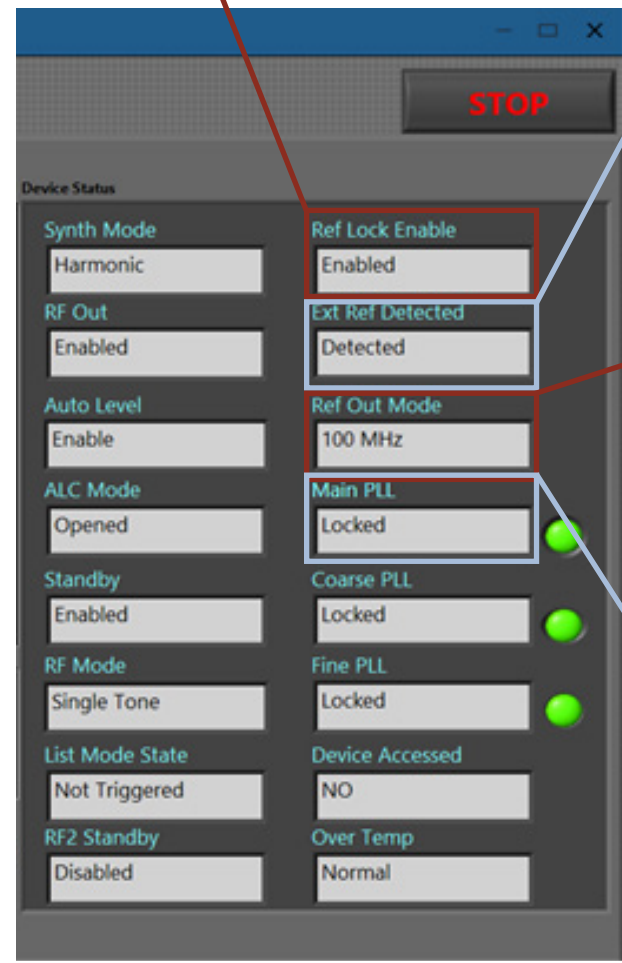 STOP
Device Status
Synth Mode
Harmonic
RF Out
Enabled
Auto Level
Enable
ALC Mode
Opened
Standby
Enabled
RF Mode
Single Tone
List Mode State
Not Triggered
RF2 Standby
Disabled
Ref Lock Enable
Enabled
Ext Ref Detected
Detected
Ref Out Mode
100 MHz
Main PLL
Locked
Coarse PLL
Locked
Fine PLL
Locked
Device Accessed
NO
Over Temp
Normal